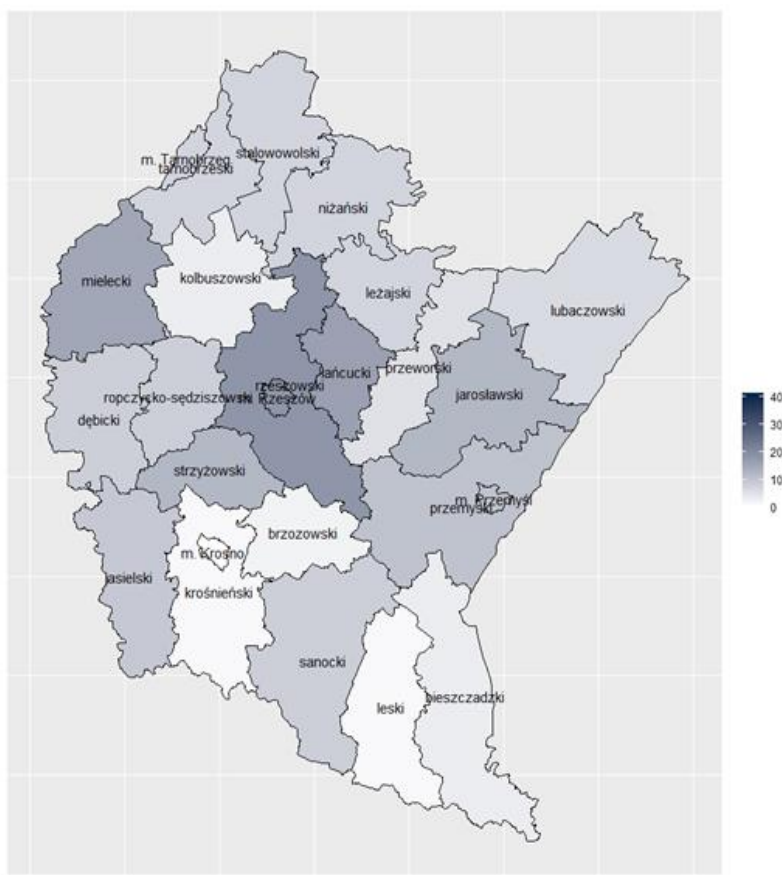 stalowowolski
m. Tarnobrzeg
tarnobrzeski
niżański
mielecki
kolbuszowski
leżajski
lubaczowski
łańcucki
przeworski
rzeszowski
m. Rzeszów
ropczycko-sędziszowski
jarosławski
dębicki
strzyżowski
m. Przemyśl
przemyski
brzozowski
m. Krosno
jasielski
krośnieński
sanocki
bieszczadzki
leski
40
30
20
10
0